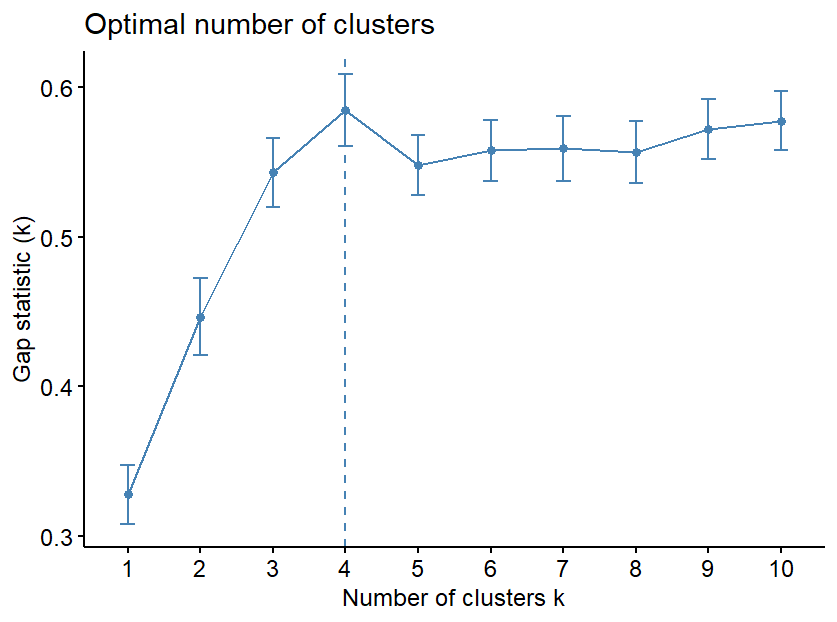 Optimal number of clusters
0.6
0.5
0.4
0.3
Gap statistic (k)
1 2 3 4 5 6 7 8 9 10
Number of clusters k